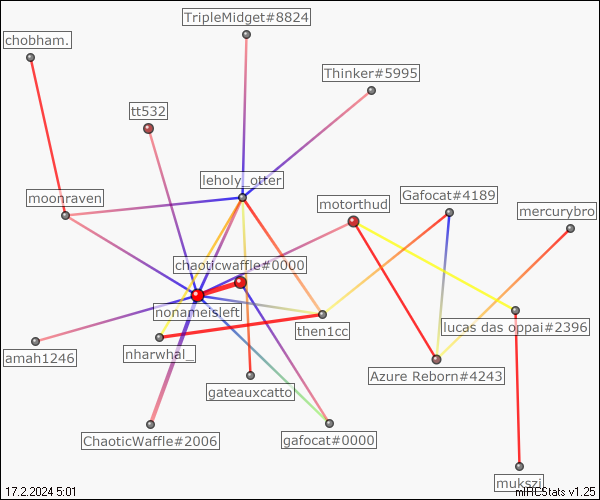 TripleMidget#8824
chobham.
Thinker#5995
tt532
leholy_otter
moonraven
motorthud
Gafocat#4189
mercurybro
chaoticwaffle#0000
nonameisleft
then1cc
lucas das oppai#2396
amah1246
nharwhal_
Azure Reborn#4243
gateauxcatto
ChaoticWaffle#2006
gafocat#0000
mukszi
17.2.2024 5:01
mIHCStats v1.25